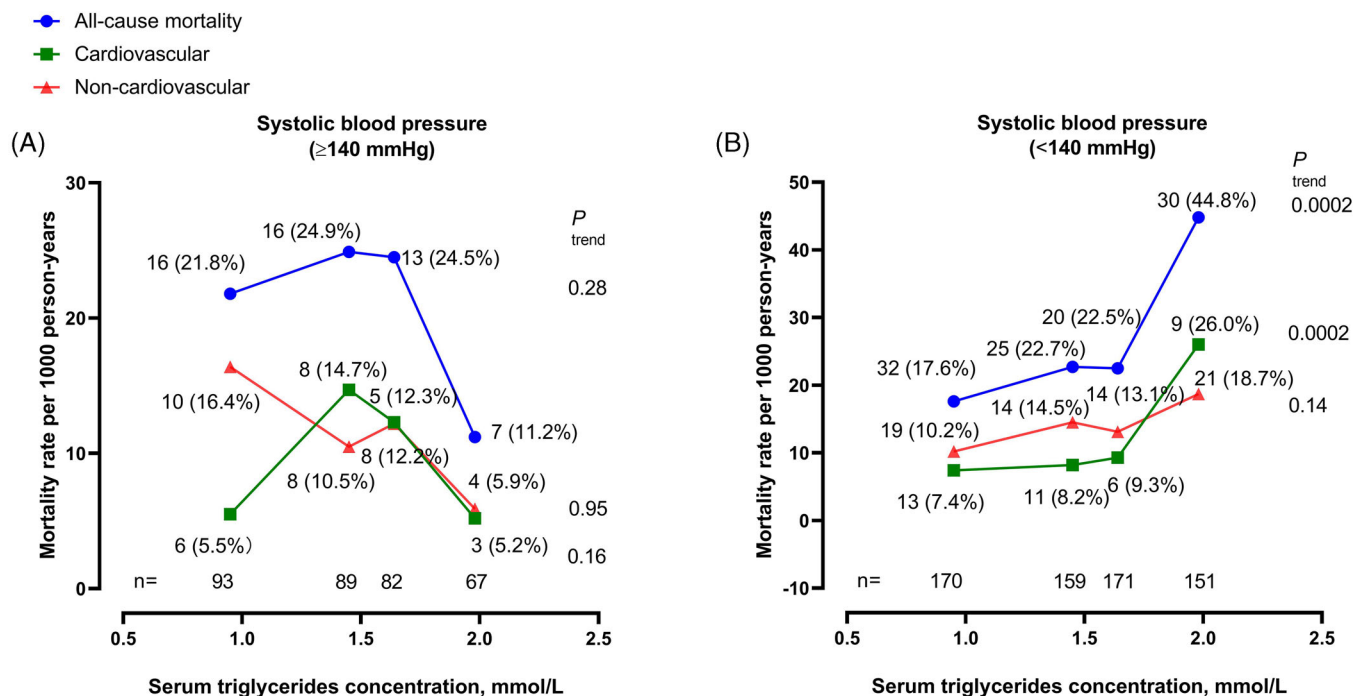 All-cause mortality
Cardiovascular
Non-cardiovascular
(A)
Systolic blood pressure
(≥140 mmHg)
Mortality rate per 1000 person-years
30
20
10
0
P
trend
0.28
0.95
0.16
16 (21.8%)
16 (24.9%)
13 (24.5%)
7 (11.2%)
10 (16.4%)
8 (14.7%)
5 (12.3%)
8 (10.5%)
8 (12.2%)
4 (5.9%)
6 (5.5%)
3 (5.2%)
n= 93 89 82 67
0.5 1.0 1.5 2.0 2.5
Serum triglycerides concentration, mmol/L
(B)
Systolic blood pressure
(<140 mmHg)
Mortality rate per 1000 person-years
50
40
30
20
10
0
-10
P
trend
0.0002
0.0002
0.14
30 (44.8%)
20 (22.5%)
9 (26.0%)
32 (17.6%)
25 (22.7%)
14 (13.1%)
21 (18.7%)
14 (14.5%)
19 (10.2%)
13 (7.4%)
11 (8.2%)
6 (9.3%)
n= 170 159 171 151
0.5 1.0 1.5 2.0 2.5
Serum triglycerides concentration, mmol/L